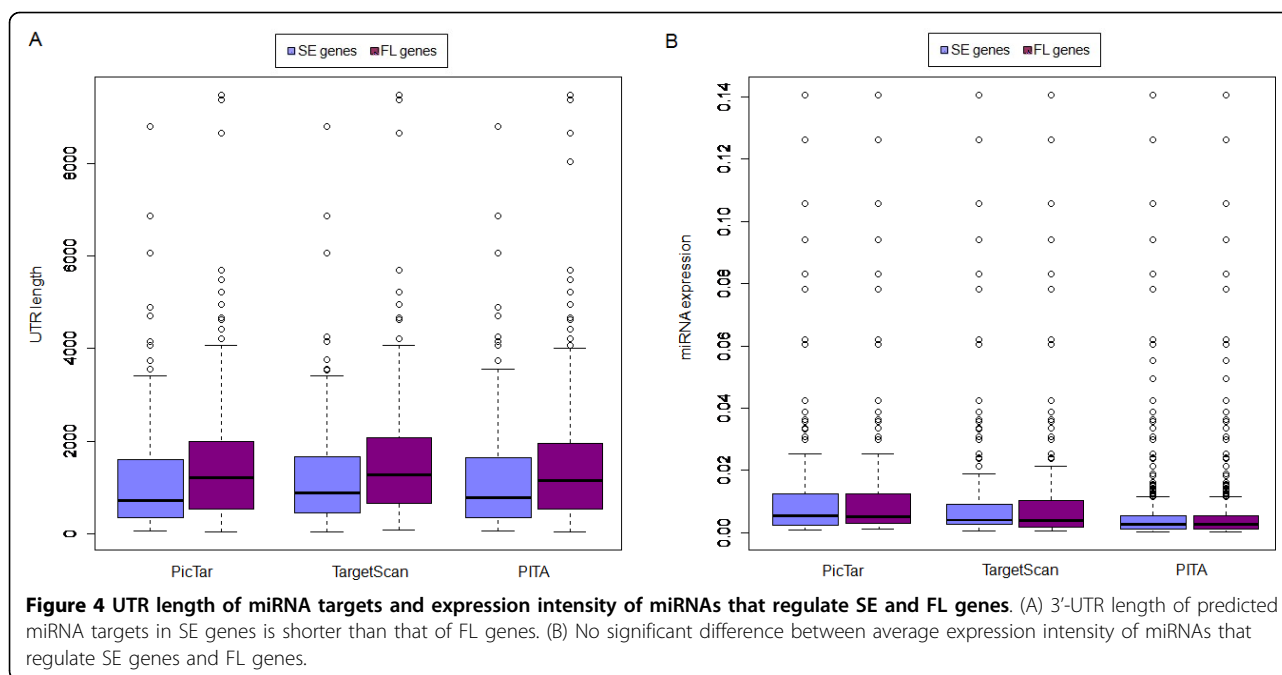 A
SE genes FL genes
UTR length
8000
6000
4000
2000
0
PicTar TargetScan PITA
B
SE genes FL genes
miRNA expression
0.14
0.12
0.10
0.08
0.06
0.04
0.02
0.00
PicTar TargetScan PITA
Figure 4 UTR length of miRNA targets and expression intensity of miRNAs that regulate SE and FL genes. (A) 3′-UTR length of predicted
miRNA targets in SE genes is shorter than that of FL genes. (B) No significant difference between average expression intensity of miRNAs that
regulate SE genes and FL genes.